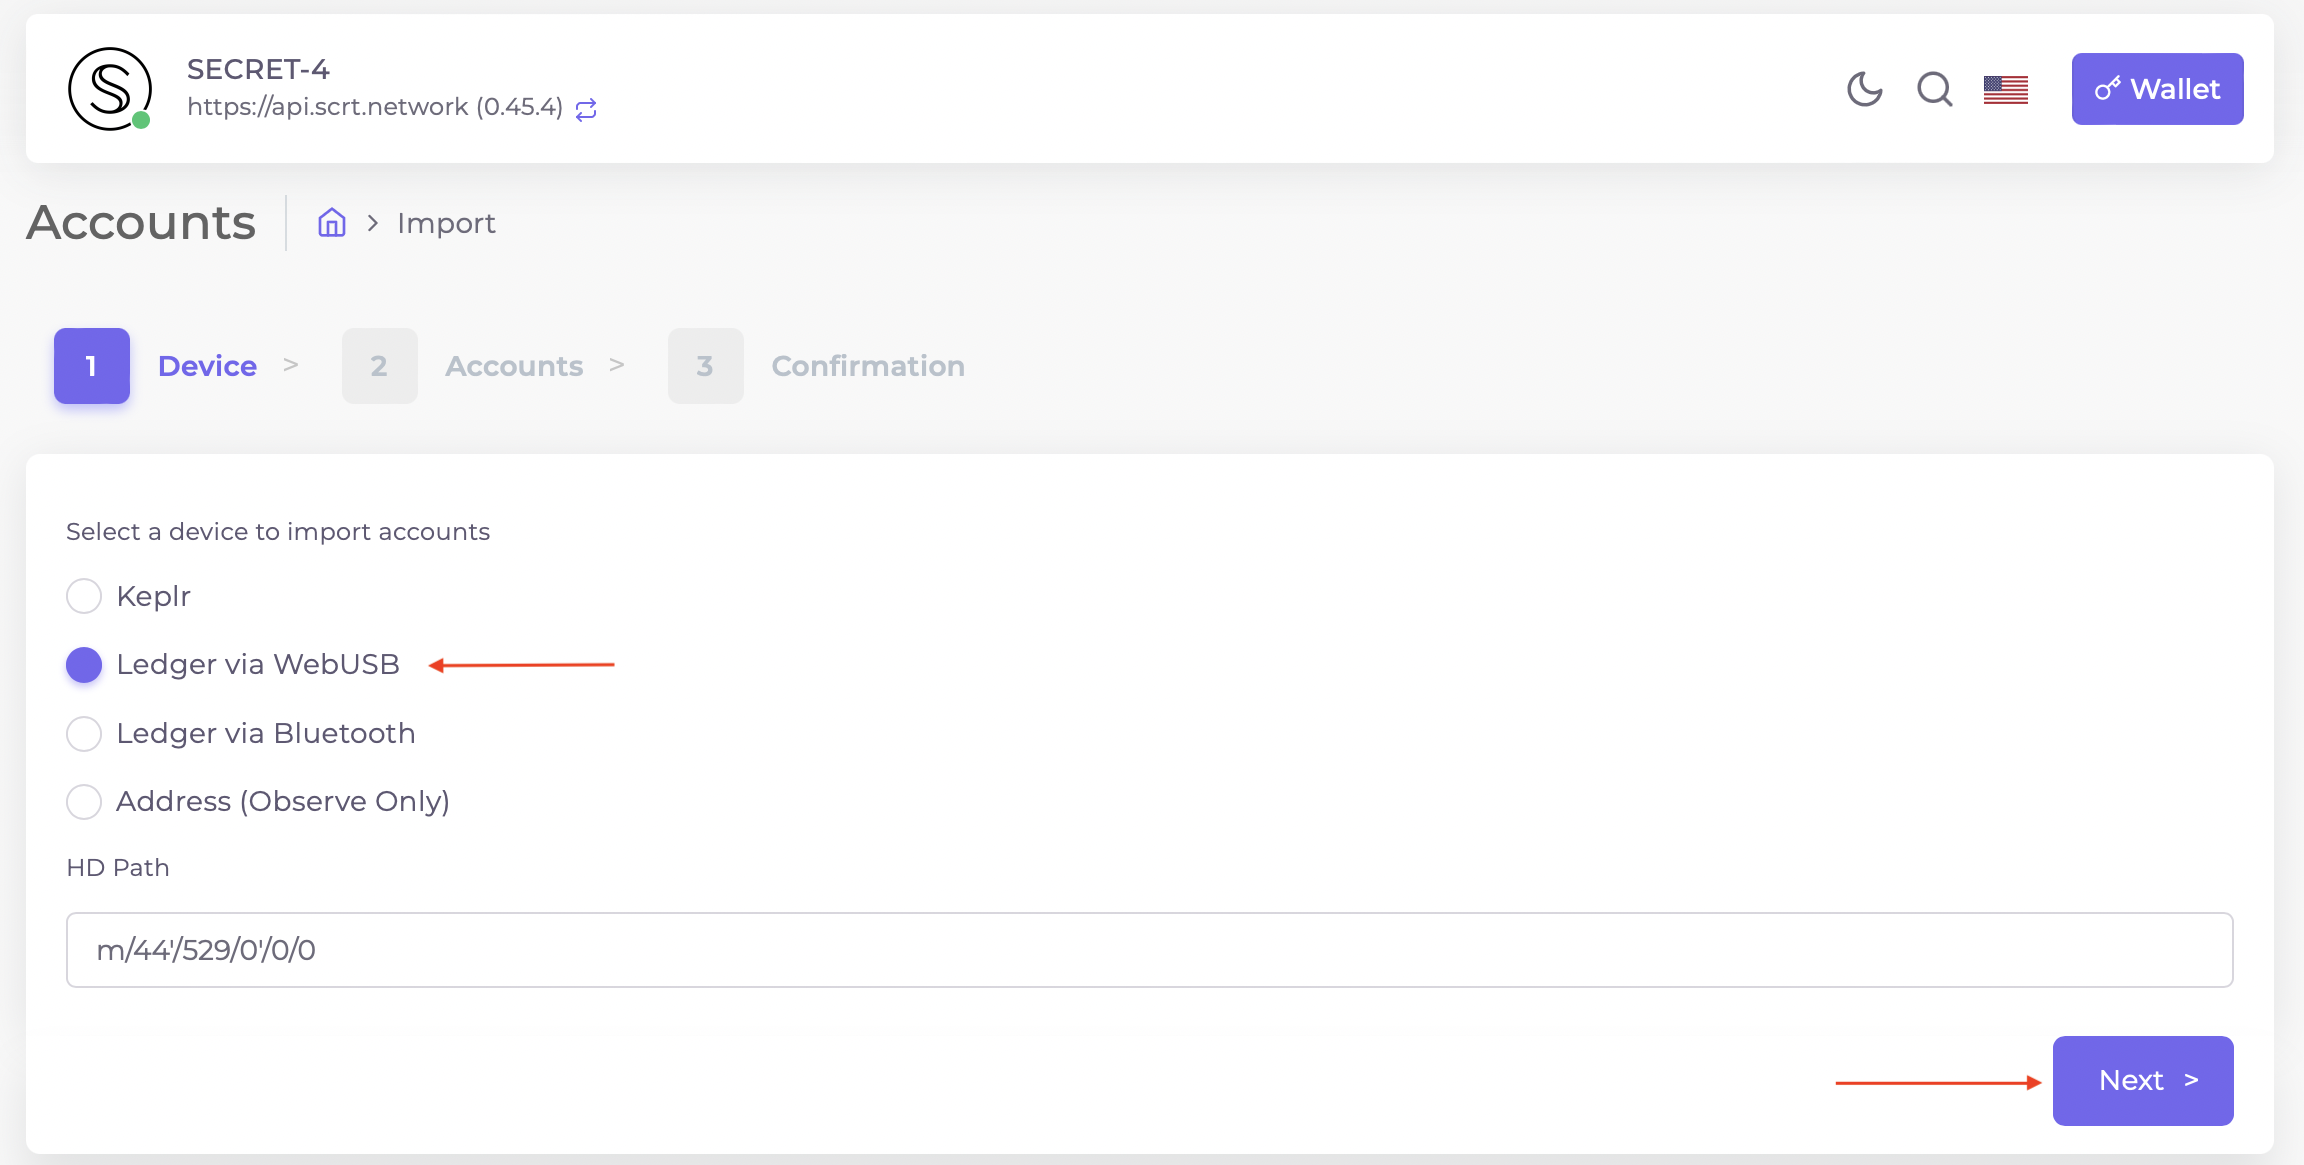 SECRET-4
https://api.scrt.network (0.45.4)
Wallet
Accounts
> Import
1 Device > 2 Accounts > 3 Confirmation
Select a device to import accounts
Keplr
Ledger via WebUSB
Ledger via Bluetooth
Address (Observe Only)
HD Path
m/44'/529/0'/0/0
Next >